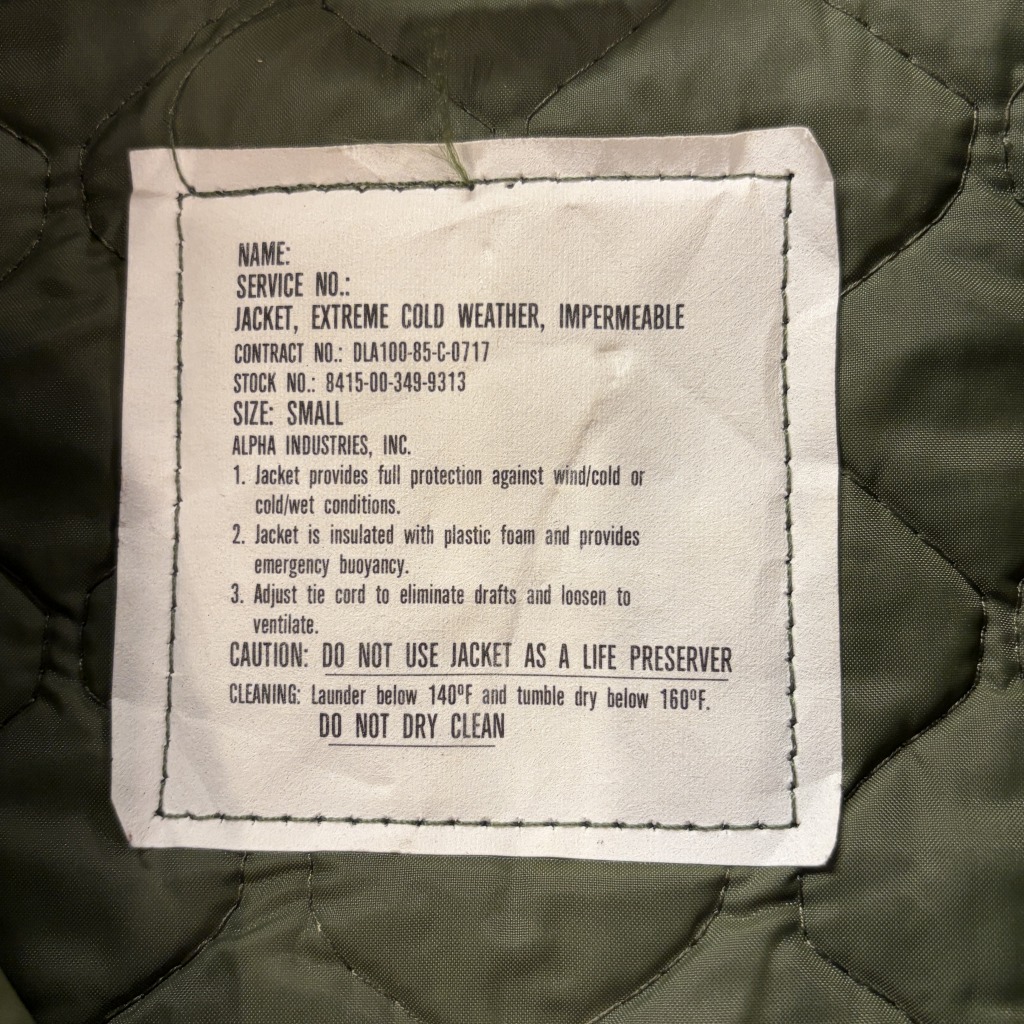 NAME:
SERVICE NO.:
JACKET, EXTREME COLD WEATHER, IMPERMEABLE
CONTRACT NO.: DLA100-85-C-0717
STOCK NO.: 8415-00-349-9313
SIZE: SMALL
ALPHA INDUSTRIES, INC.
1. Jacket provides full protection against wind/cold or
cold/wet conditions.
2. Jacket is insulated with plastic foam and provides
emergency buoyancy.
3. Adjust tie cord to eliminate drafts and loosen to
ventilate.
CAUTION: DO NOT USE JACKET AS A LIFE PRESERVER
CLEANING: Launder below 140ºF and tumble dry below 160ºF.
DO NOT DRY CLEAN